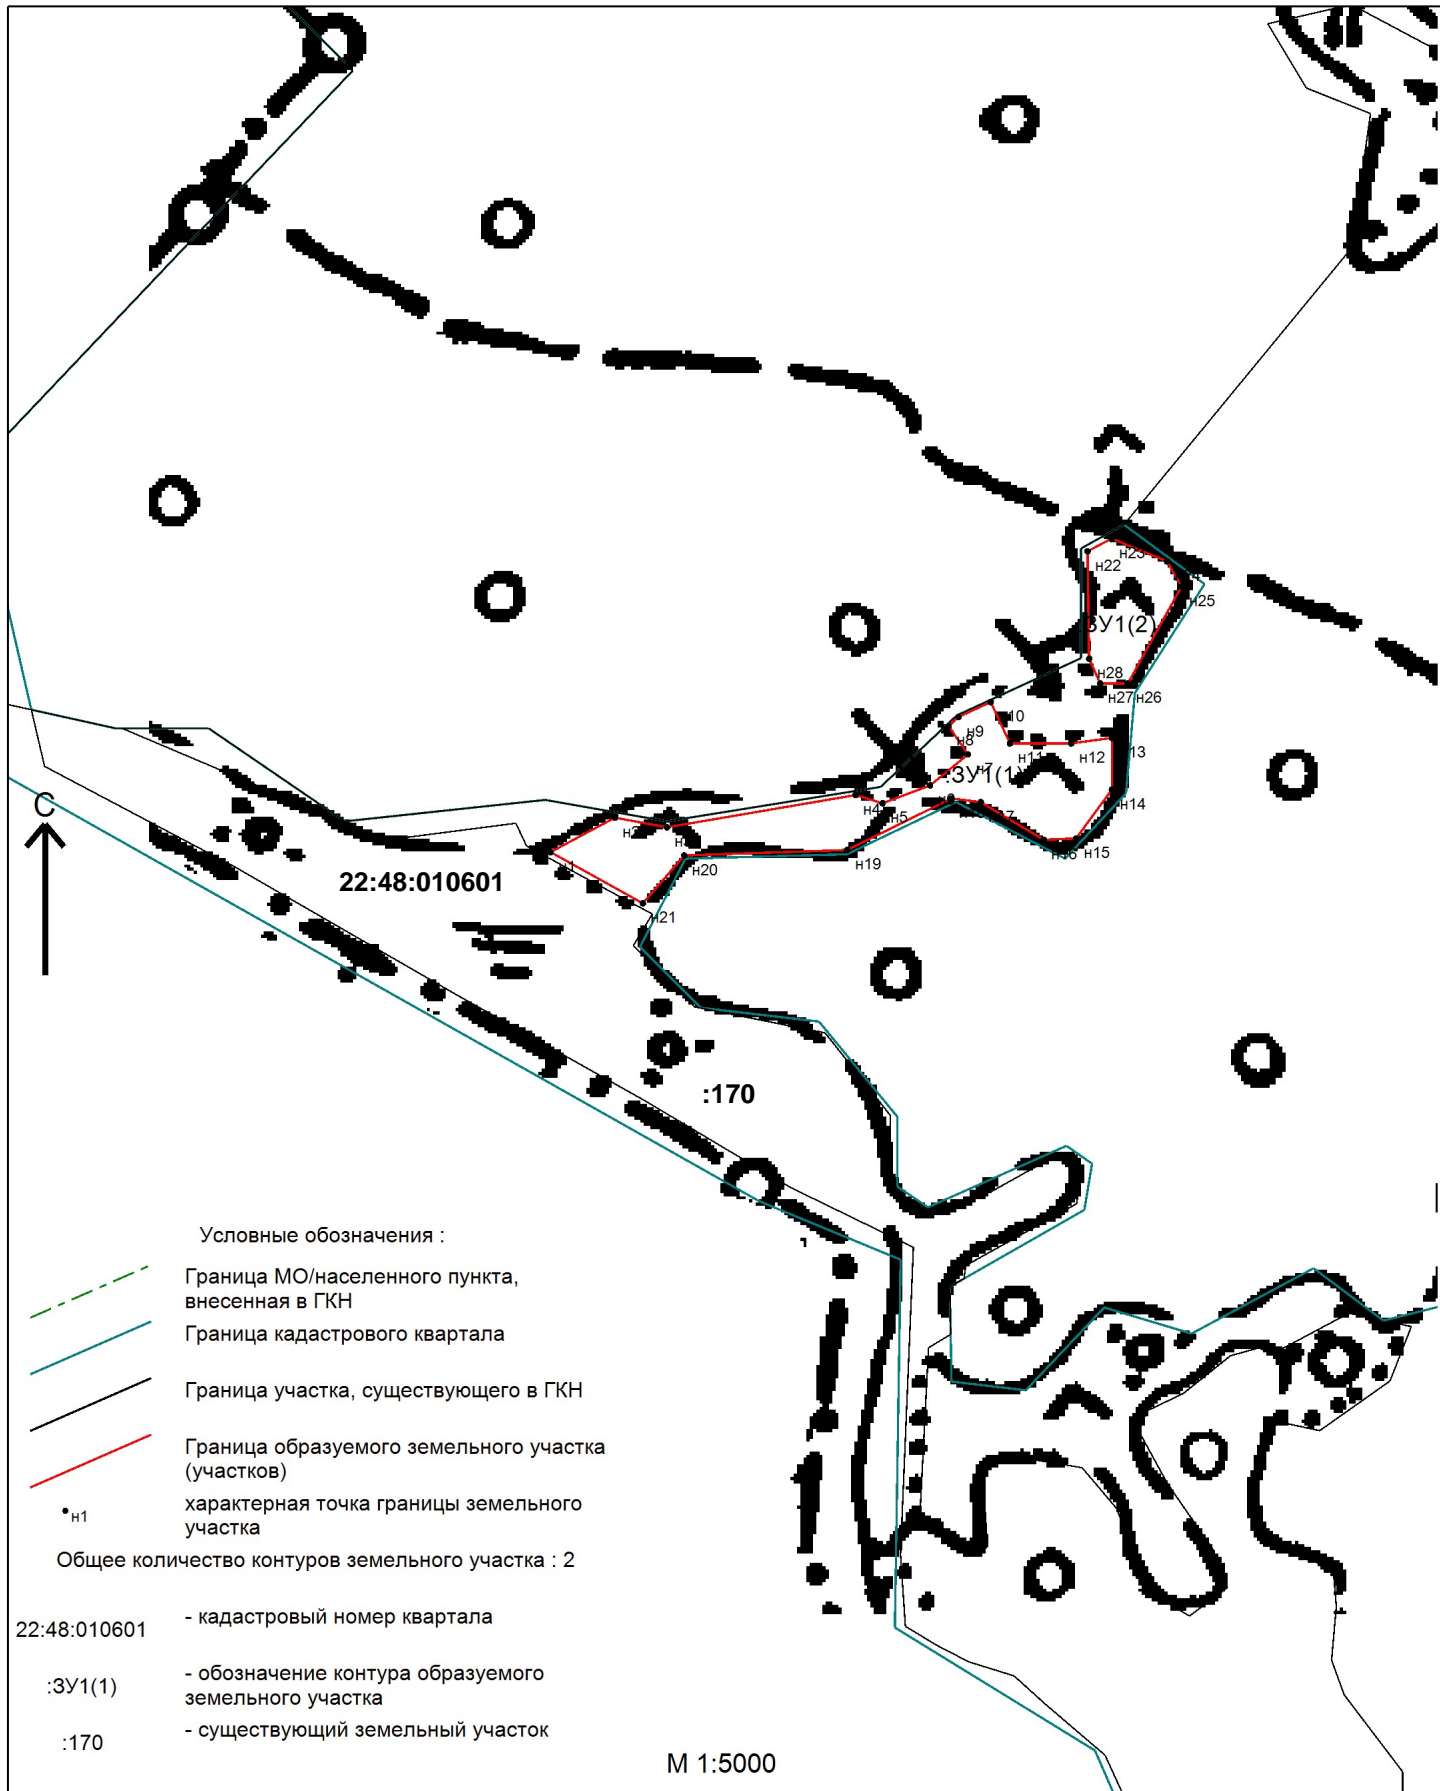 н23
н22
н25
:ЗУ1(2)
н28
н27
н26
н10
н9
н8
н11
н12
н13
н7
:ЗУ1(1)
н14
н4
н5
н2
н15
н16
н19
н1
н20
н21
С
22:48:010601
:170
Условные обозначения :
Граница МО/населенного пункта,
внесенная в ГКН
Граница кадастрового квартала
Граница участка, существующего в ГКН
Граница образуемого земельного участка
(участков)
н1
характерная точка границы земельного
участка
Общее количество контуров земельного участка : 2
22:48:010601
- кадастровый номер квартала
:ЗУ1(1)
- обозначение контура образуемого
земельного участка
:170
- существующий земельный участок
М 1:5000